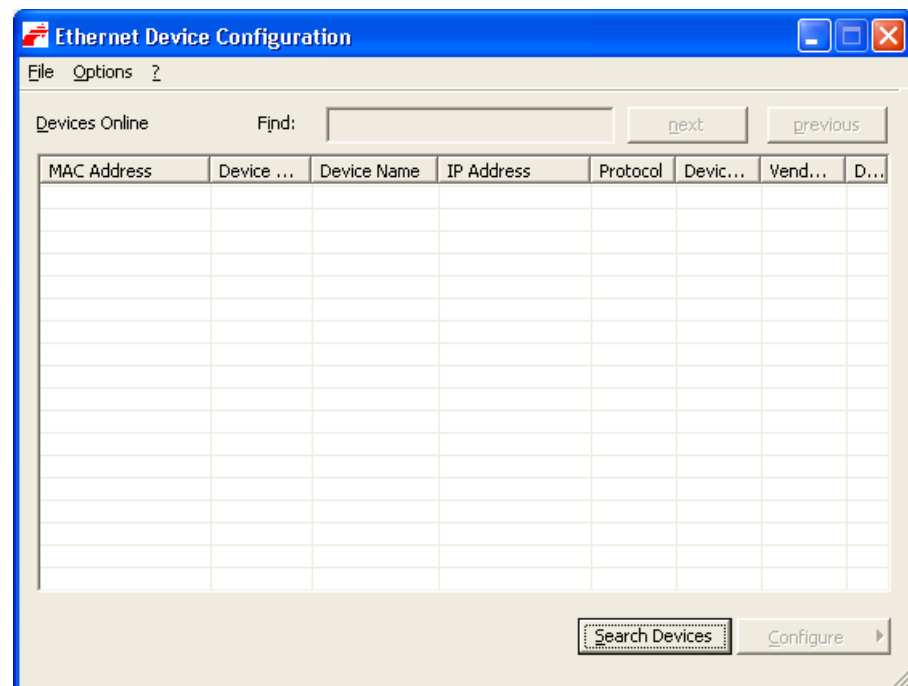 Ethernet Device Configuration
File Options ?
Devices Online Find: next previous
MAC Address Device ... Device Name IP Address Protocol Devic... Vend... D...
Search Devices Configure